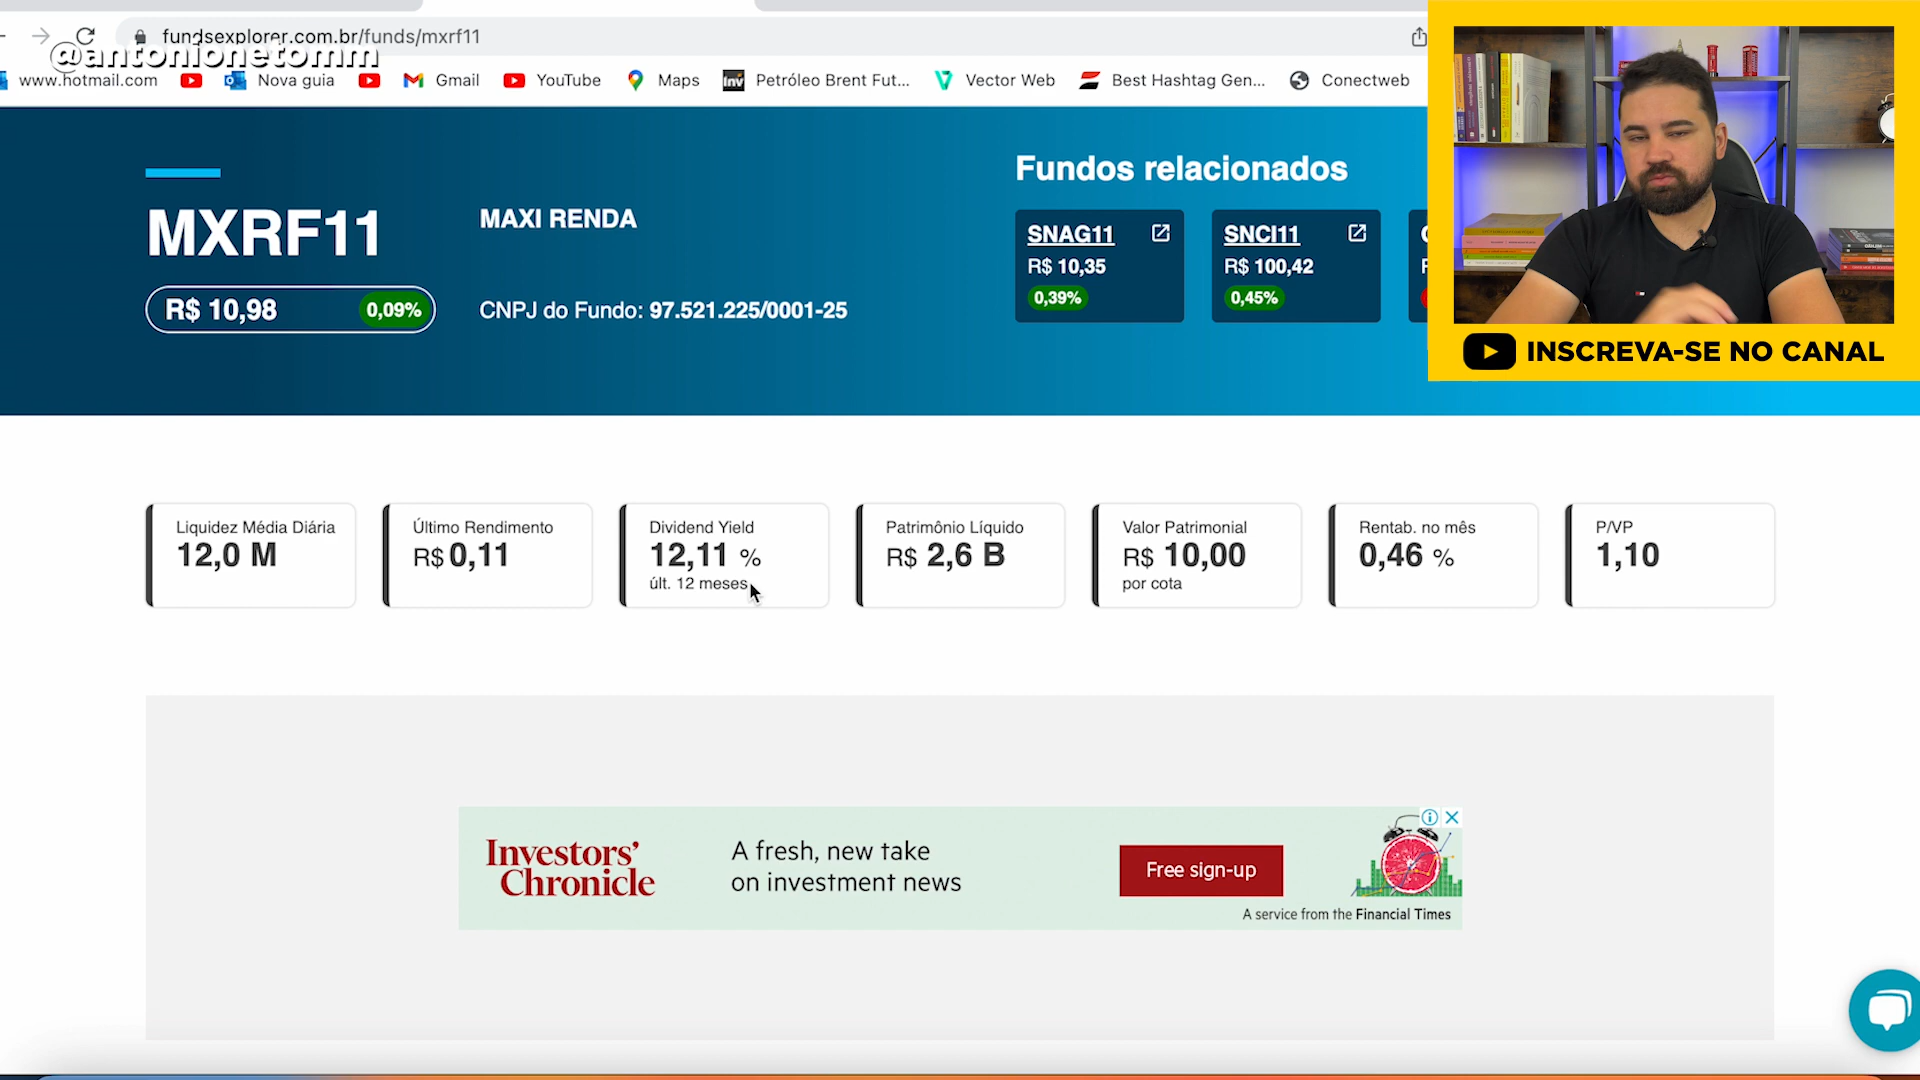 fundsexplorer.com.br/funds/mxrf11
@antonionetomm
www.hotmail.com
Nova guia
Gmail
YouTube
Maps
Inv
Petróleo Brent Fut...
Vector Web
Best Hashtag Gen...
Conectweb
MXRF11
MAXI RENDA
R$ 10,98
0,09%
CNPJ do Fundo: 97.521.225/0001-25
Fundos relacionados
SNAG11
R$ 10,35
0,39%
SNCI11
R$ 100,42
0,45%
INSCREVA-SE NO CANAL
Liquidez Média Diária
12,0 M
Último Rendimento
R$ 0,11
Dividend Yield
12,11 %
últ. 12 meses
Patrimônio Líquido
R$ 2,6 B
Valor Patrimonial
R$ 10,00
por cota
Rentab. no mês
0,46 %
P/VP
1,10
Investors'
Chronicle
A fresh, new take
on investment news
Free sign-up
A service from the Financial Times